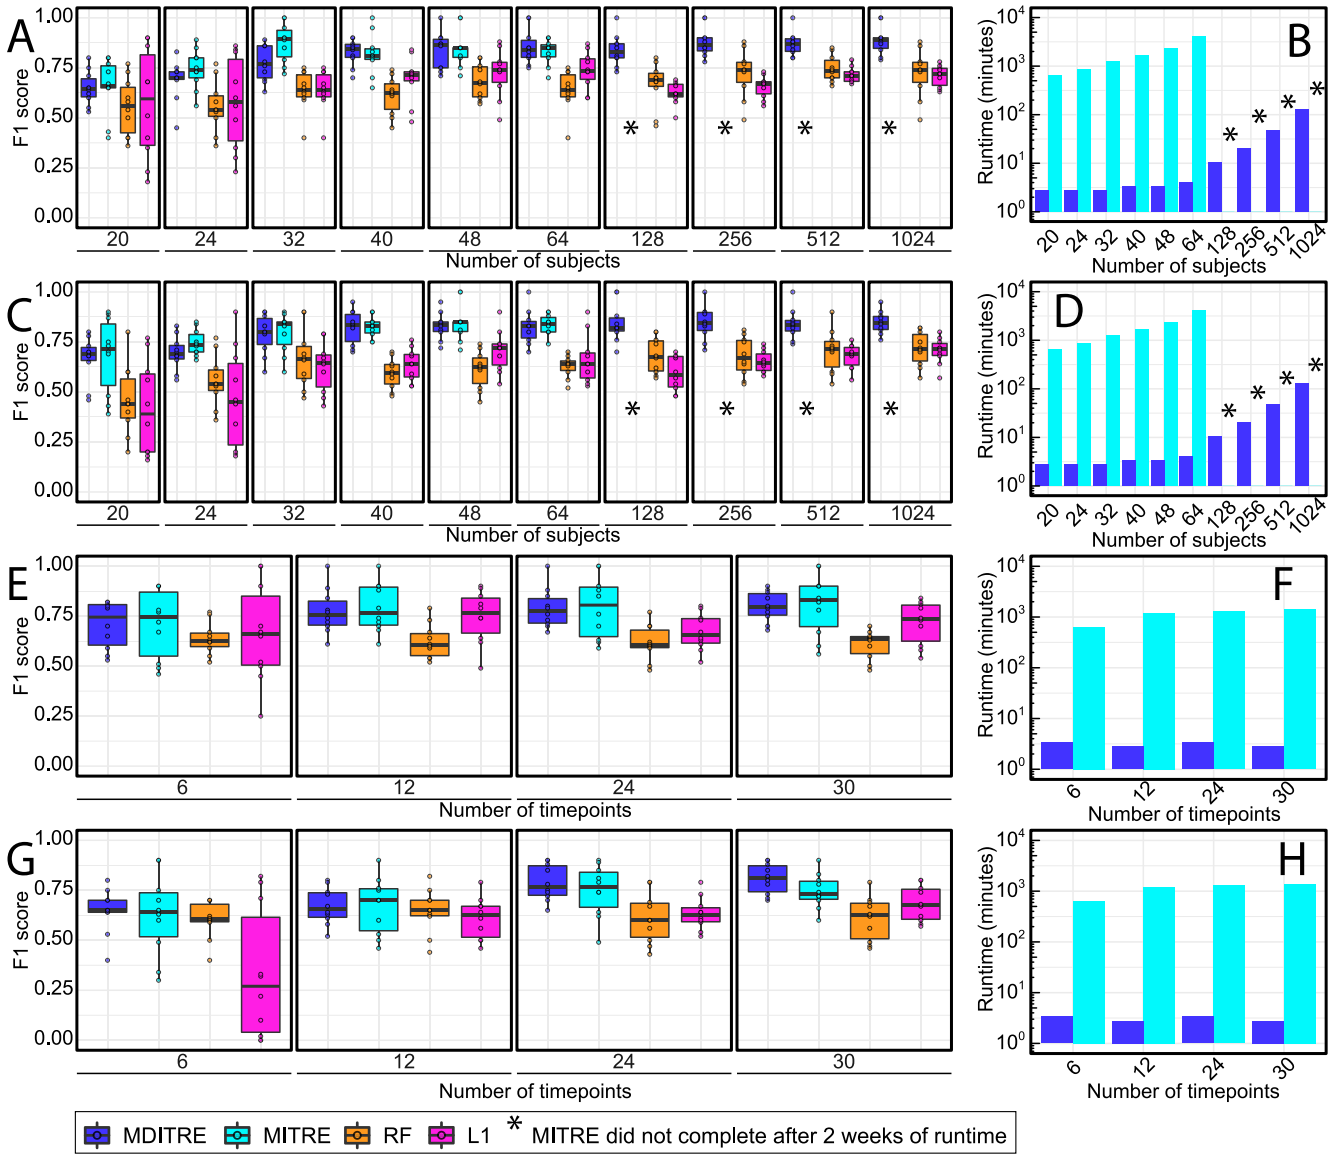 A
F1 score
1.00
0.75
0.50
0.25
0.00
* * * *
20 24 32 40 48 64 128 256 512 1024
Number of subjects
B
Runtime (minutes)
10⁴
10³
10²
10¹
10⁰
* * * *
20 24 32 40 48 64 128 256 512 1024
Number of subjects
C
F1 score
1.00
0.75
0.50
0.25
0.00
* * * *
20 24 32 40 48 64 128 256 512 1024
Number of subjects
D
Runtime (minutes)
10⁴
10³
10²
10¹
10⁰
* * * *
20 24 32 40 48 64 128 256 512 1024
Number of subjects
E
F1 score
1.00
0.75
0.50
0.25
0.00
6 12 24 30
Number of timepoints
F
Runtime (minutes)
10⁴
10³
10²
10¹
10⁰
6 12 24 30
Number of timepoints
G
F1 score
1.00
0.75
0.50
0.25
0.00
6 12 24 30
Number of timepoints
H
Runtime (minutes)
10⁴
10³
10²
10¹
10⁰
6 12 24 30
Number of timepoints
MDITRE MITRE RF L1 * MITRE did not complete after 2 weeks of runtime